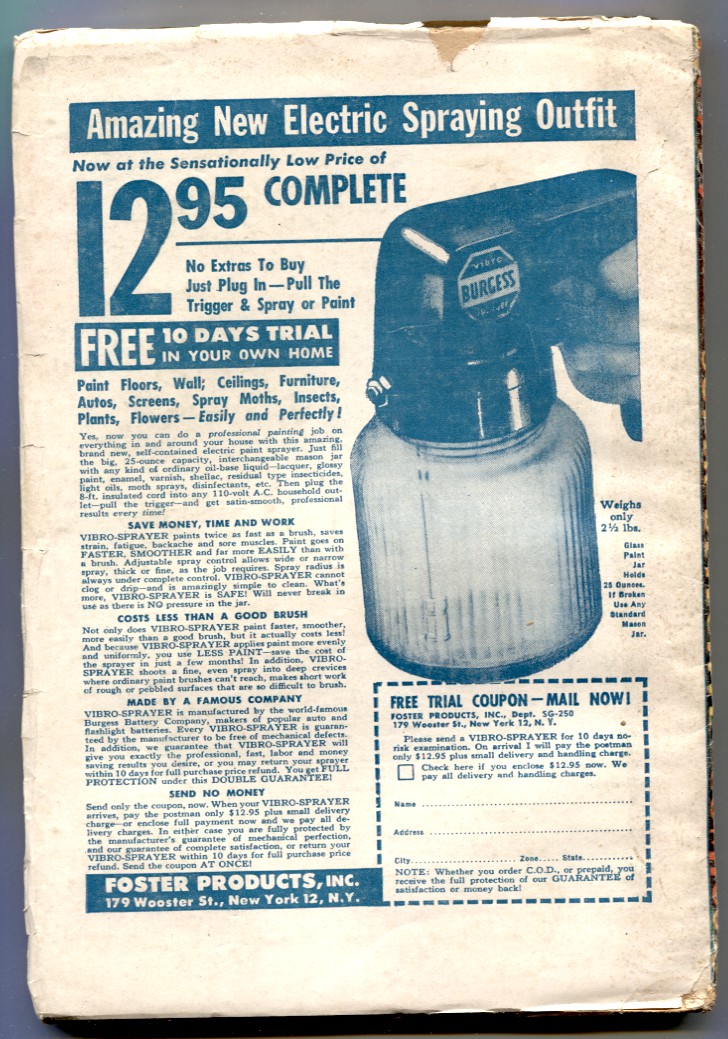 Amazing New Electric Spraying Outfit
Now at the Sensationally Low Price of
12 95 COMPLETE
No Extras To Buy
Just Plug In—Pull The
Trigger & Spray or Paint
FREE 10 DAYS TRIAL
IN YOUR OWN HOME
Paint Floors, Wall; Ceilings, Furniture,
Autos, Screens, Spray Moths, Insects,
Plants, Flowers—Easily and Perfectly!
Yes, now you can do a professional painting job on
everything in and around your house with this amazing,
brand new, self-contained electric paint sprayer. Just fill
the big, 25-ounce capacity, interchangeable mason jar
with any kind of ordinary oil-base liquid—lacquer, glossy
paint, enamel, varnish, shellac, residual type insecticides,
light oils, moth sprays, disinfectants, etc. Then plug the
8-ft. insulated cord into any 110-volt A.C. household out-
let—pull the trigger—and get satin-smooth, professional
results every time!
SAVE MONEY, TIME AND WORK
VIBRO-SPRAYER paints twice as fast as a brush, saves
strain, fatigue, backache and sore muscles. Paint goes on
FASTER, SMOOTHER and far more EASILY than with
a brush. Adjustable spray control allows wide or narrow
spray, thick or fine, as the job requires. Spray radius is
always under complete control. VIBRO-SPRAYER cannot
clog or drip—and is amazingly simple to clean. What's
more, VIBRO-SPRAYER is SAFE! Will never break in
use as there is NO pressure in the jar.
COSTS LESS THAN A GOOD BRUSH
Not only does VIBRO-SPRAYER paint faster, smoother,
more easily than a good brush, but it actually costs less!
And because VIBRO-SPRAYER applies paint more evenly
and uniformly, you use LESS PAINT—save the cost of
the sprayer in just a few months! In addition, VIBRO-
SPRAYER shoots a fine, even spray into deep crevices
where ordinary paint brushes can't reach, makes short work
of rough or pebbled surfaces that are so difficult to brush.
MADE BY A FAMOUS COMPANY
VIBRO-SPRAYER is manufactured by the world-famous
Burgess Battery Company, makers of popular auto and
flashlight batteries. Every VIBRO-SPRAYER is guaran-
teed by the manufacturer to be free of mechanical defects.
In addition, we guarantee that VIBRO-SPRAYER will
give you exactly the professional, fast, labor and money
saving results you desire, or you may return your sprayer
within 10 days for full purchase price refund. You get FULL
PROTECTION under this DOUBLE GUARANTEE!
SEND NO MONEY
Send only the coupon, now. When your VIBRO-SPRAYER
arrives, pay the postman only $12.95 plus small delivery
charge—or enclose full payment now and we pay all de-
livery charges. In either case you are fully protected by
the manufacturer's guarantee of mechanical perfection,
and our guarantee of complete satisfaction, or return your
VIBRO-SPRAYER within 10 days for full purchase price
refund. Send the coupon AT ONCE!
FOSTER PRODUCTS, INC.
179 Wooster St., New York 12, N.Y.
BURGESS
Weighs
only
2½ lbs.
Glass
Paint
Jar
Holds
25 Ounces.
If Broken
Use Any
Standard
Mason
Jar.
FREE TRIAL COUPON—MAIL NOW!
FOSTER PRODUCTS, INC., Dept. SG-250
179 Wooster St., New York 12, N. Y.
Please send a VIBRO-SPRAYER for 10 days no-
risk examination. On arrival I will pay the postman
only $12.95 plus small delivery and handling charge.
Check here if you enclose $12.95 now. We
pay all delivery and handling charges.
Name
Address
City Zone State
NOTE: Whether you order C.O.D., or prepaid, you
receive the full protection of our GUARANTEE of
satisfaction or money back!